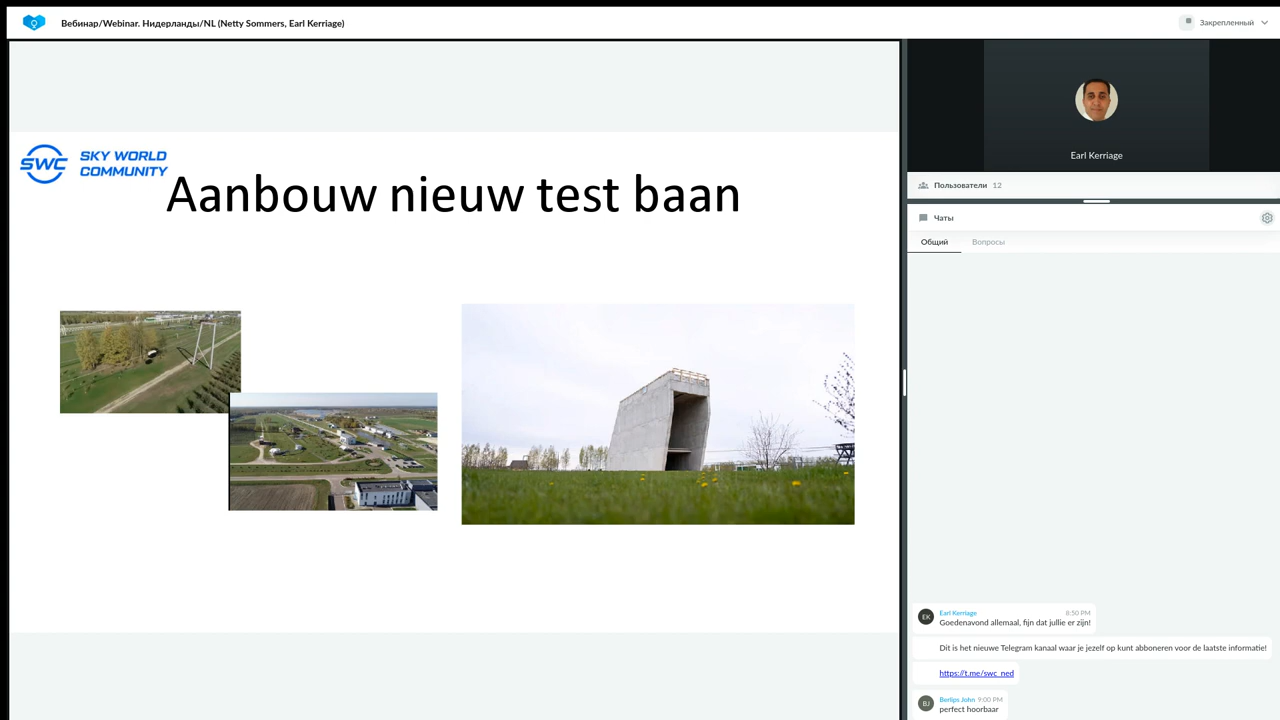 Вебинар/Webinar. Нидерланды/NL (Netty Sommers, Earl Kerriage)
Закрепленный
SWC
SKY WORLD
COMMUNITY
Aanbouw nieuw test baan
Earl Kerriage
Пользователи 12
Чаты
Общий Вопросы
EK
Earl Kerriage 8:50 PM
Goedenavond allemaal, fijn dat jullie er zijn!
Dit is het nieuwe Telegram kanaal waar je jezelf op kunt abboneren voor de laatste informatie!
https://t.me/swc_ned
BJ
Berlips John 9:00 PM
perfect hoorbaar